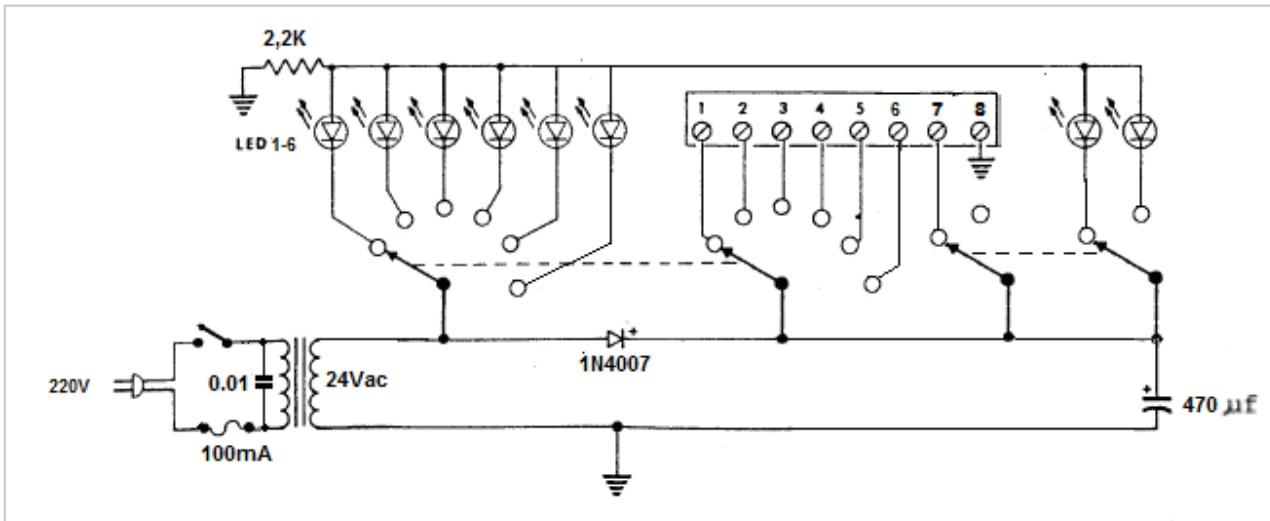 2,2K
LED 1-6
1 2 3 4 5 6 7 8
+
1N4007
220V
0.01
24Vac
100mA
+
470 µf